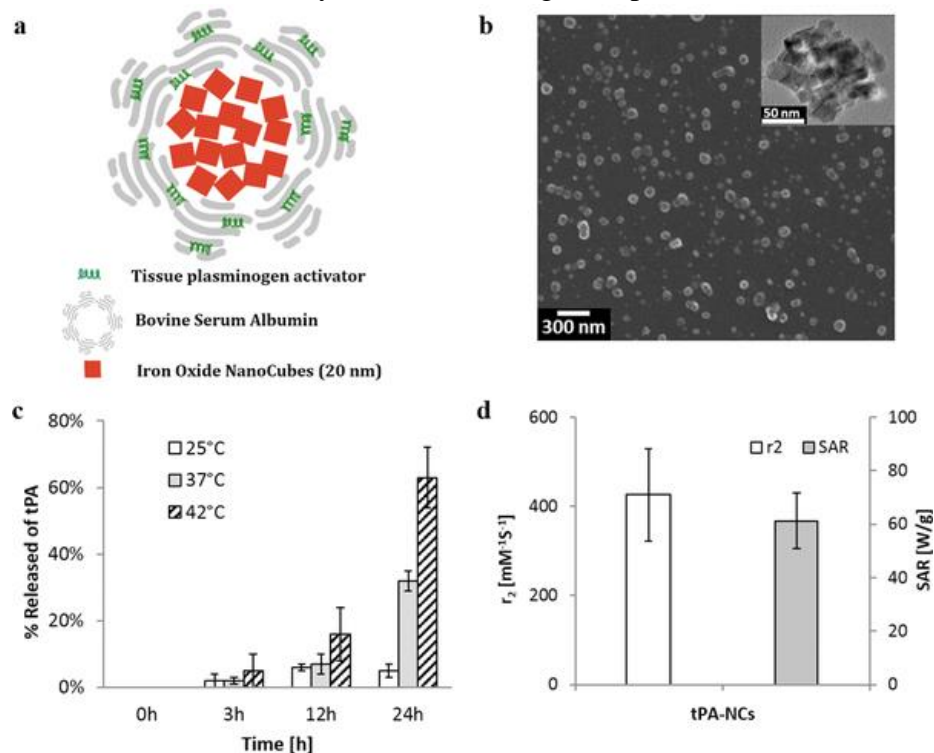 a
Tissue plasminogen activator
Bovine Serum Albumin
Iron Oxide NanoCubes (20 nm)
b
50 nm
300 nm
c
80%
60%
40%
20%
0%
% Released of tPA
25°C
37°C
42°C
0h 3h 12h 24h
Time [h]
d
600
400
200
0
r₂ [mM⁻¹S⁻¹]
r2 SAR
100
80
60
40
20
0
SAR [W/g]
tPA-NCs